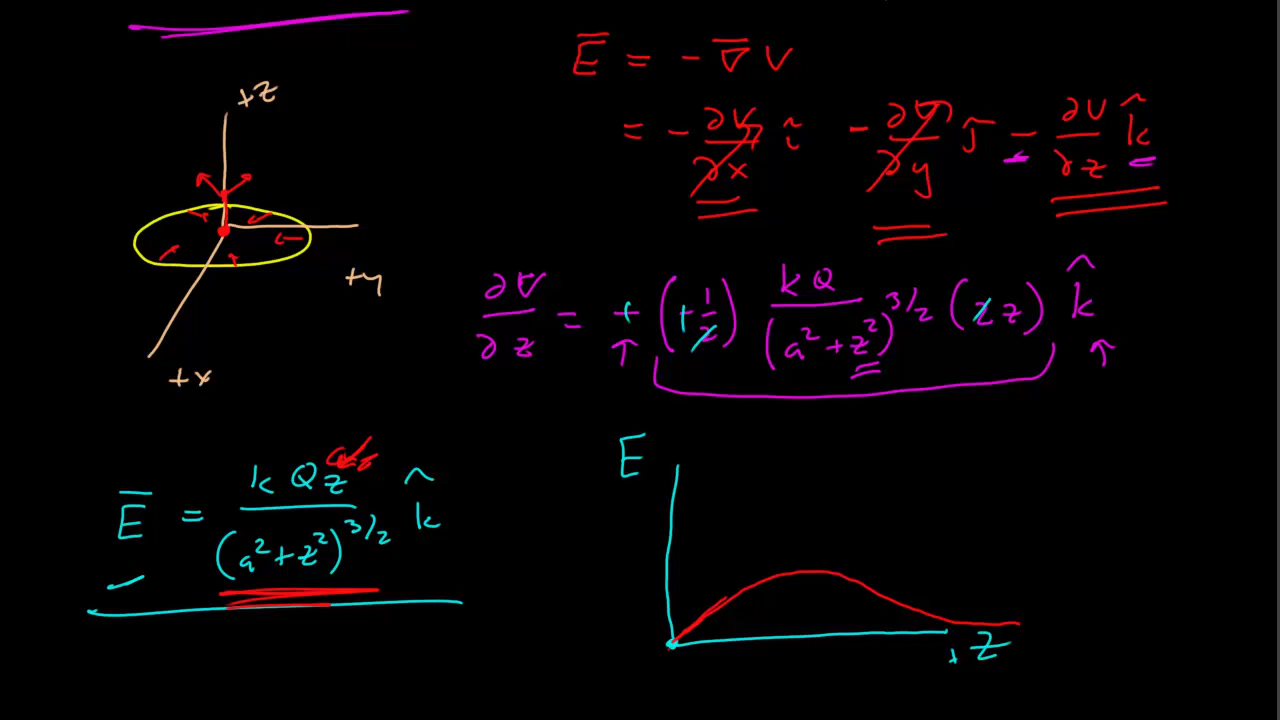 E̅ = - ∇̅ V
= - ∂V/∂x î - ∂V/∂y ĵ - ∂V/∂z k̂
+z
+y
+x
∂V/∂z = + (+ 1/2) kQ/(a² + z²)^3/2 (2z) k̂
E̅ = kQz/(a² + z²)^3/2 k̂
E
+z